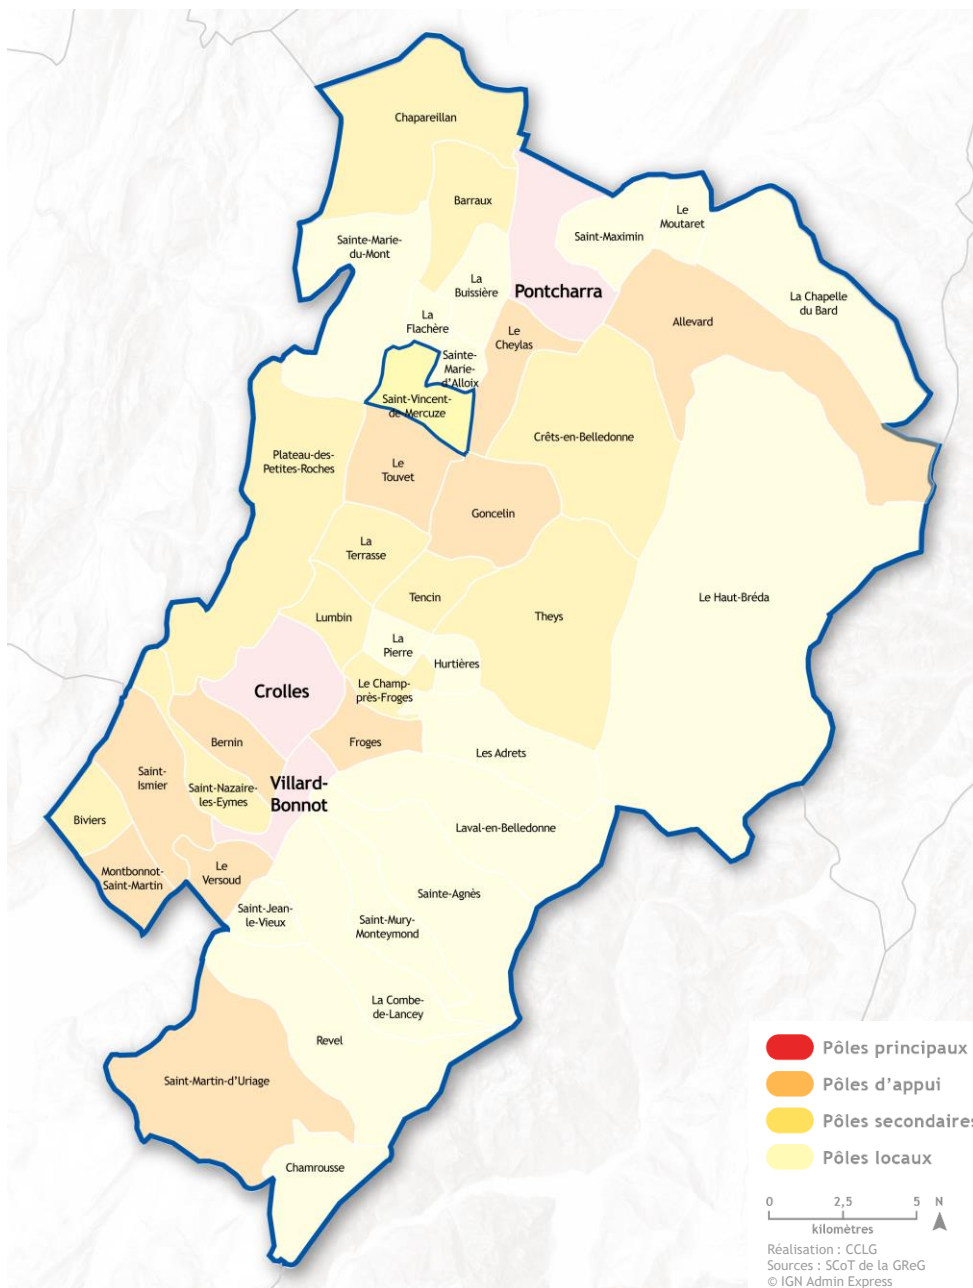 Chapareillan
Barraux
Le
Moutaret
Saint-Maximin
Sainte-Marie-
du-Mont
La
Buissière
Pontcharra
La Chapelle
du Bard
La
Flachère
Le
Cheylas
Allevard
Sainte-
Marie-
d'Alloix
Saint-Vincent-
de-Mercuze
Crêts-en-Belledonne
Plateau-des-
Petites-Roches
Le
Touvet
Goncelin
La
Terrasse
Tencin
Le Haut-Bréda
Lumbin
Theys
La
Pierre
Hurtières
Crolles
Le Champ-
près-Froges
Bernin
Froges
Les Adrets
Saint-
Ismier
Saint-Nazaire-
les-Eymes
Villard-
Bonnot
Biviers
Laval-en-Belledonne
Montbonnot-
Saint-Martin
Le
Versoud
Sainte-Agnès
Saint-Jean-
le-Vieux
Saint-Mury-
Monteymond
La Combe-
de-Lancey
Revel
Saint-Martin-d'Uriage
Chamrousse
Pôles principaux
Pôles d'appui
Pôles secondaires
Pôles locaux
0 2,5 5 N
kilomètres
Réalisation : CCLG
Sources : SCoT de la GReG
© IGN Admin Express